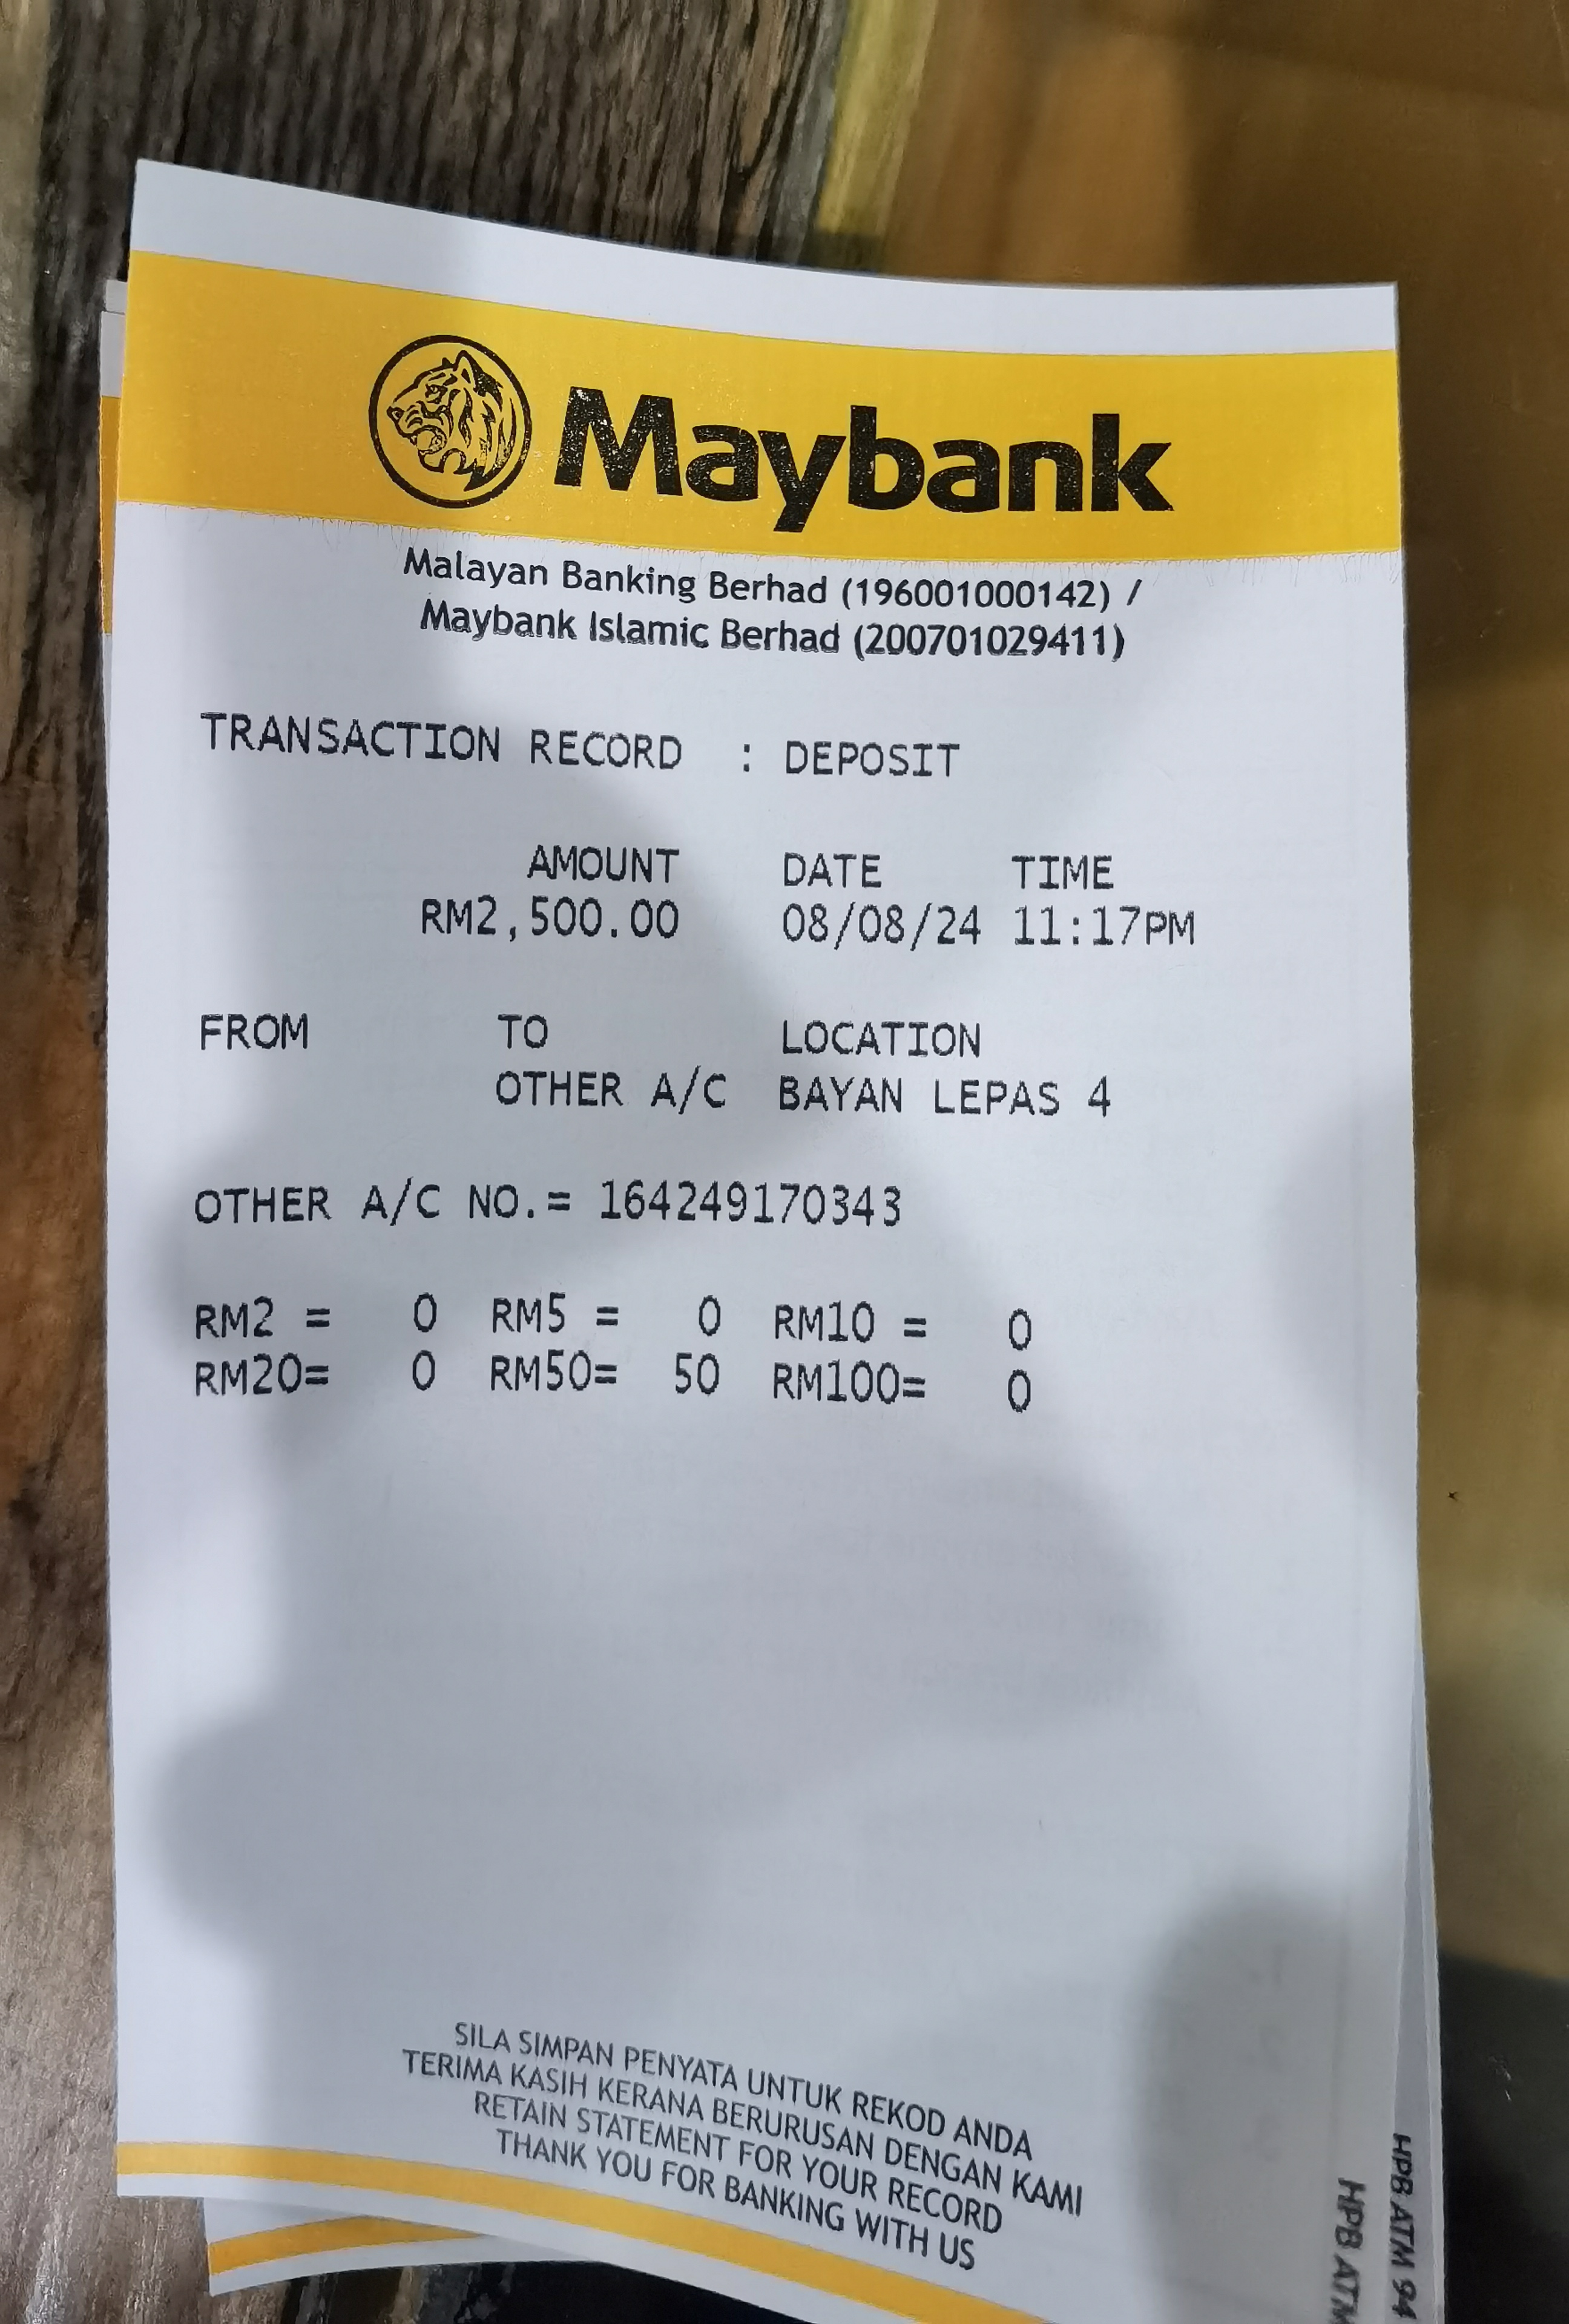 Maybank
Malayan Banking Berhad (196001000142) /
Maybank Islamic Berhad (200701029411)
TRANSACTION RECORD : DEPOSIT
AMOUNT DATE TIME
RM2,500.00 08/08/24 11:17PM
FROM TO LOCATION
OTHER A/C BAYAN LEPAS 4
OTHER A/C NO.= 164249170343
RM2 = 0 RM5 = 0 RM10 = 0
RM20= 0 RM50= 50 RM100= 0
SILA SIMPAN PENYATA UNTUK REKOD ANDA
TERIMA KASIH KERANA BERURUSAN DENGAN KAMI
RETAIN STATEMENT FOR YOUR RECORD
THANK YOU FOR BANKING WITH US
HPB ATM
HPB ATM 94